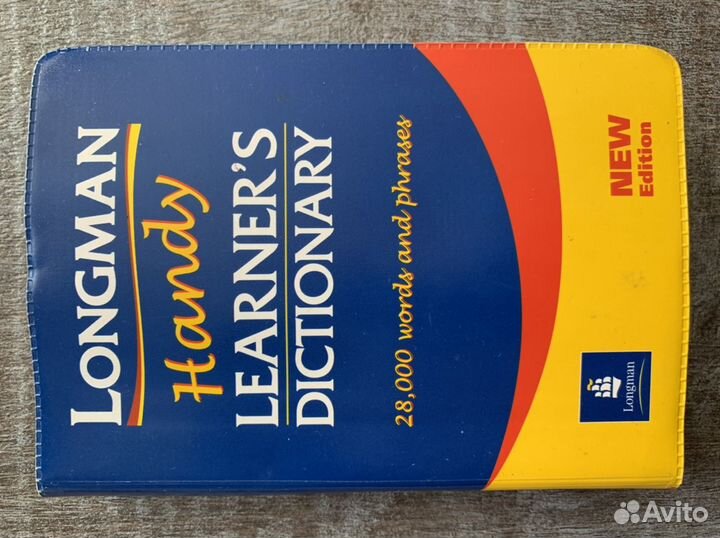 LONGMAN
Handy
LEARNER'S
DICTIONARY
28,000 words and phrases
NEW
Edition
Longman
Avito